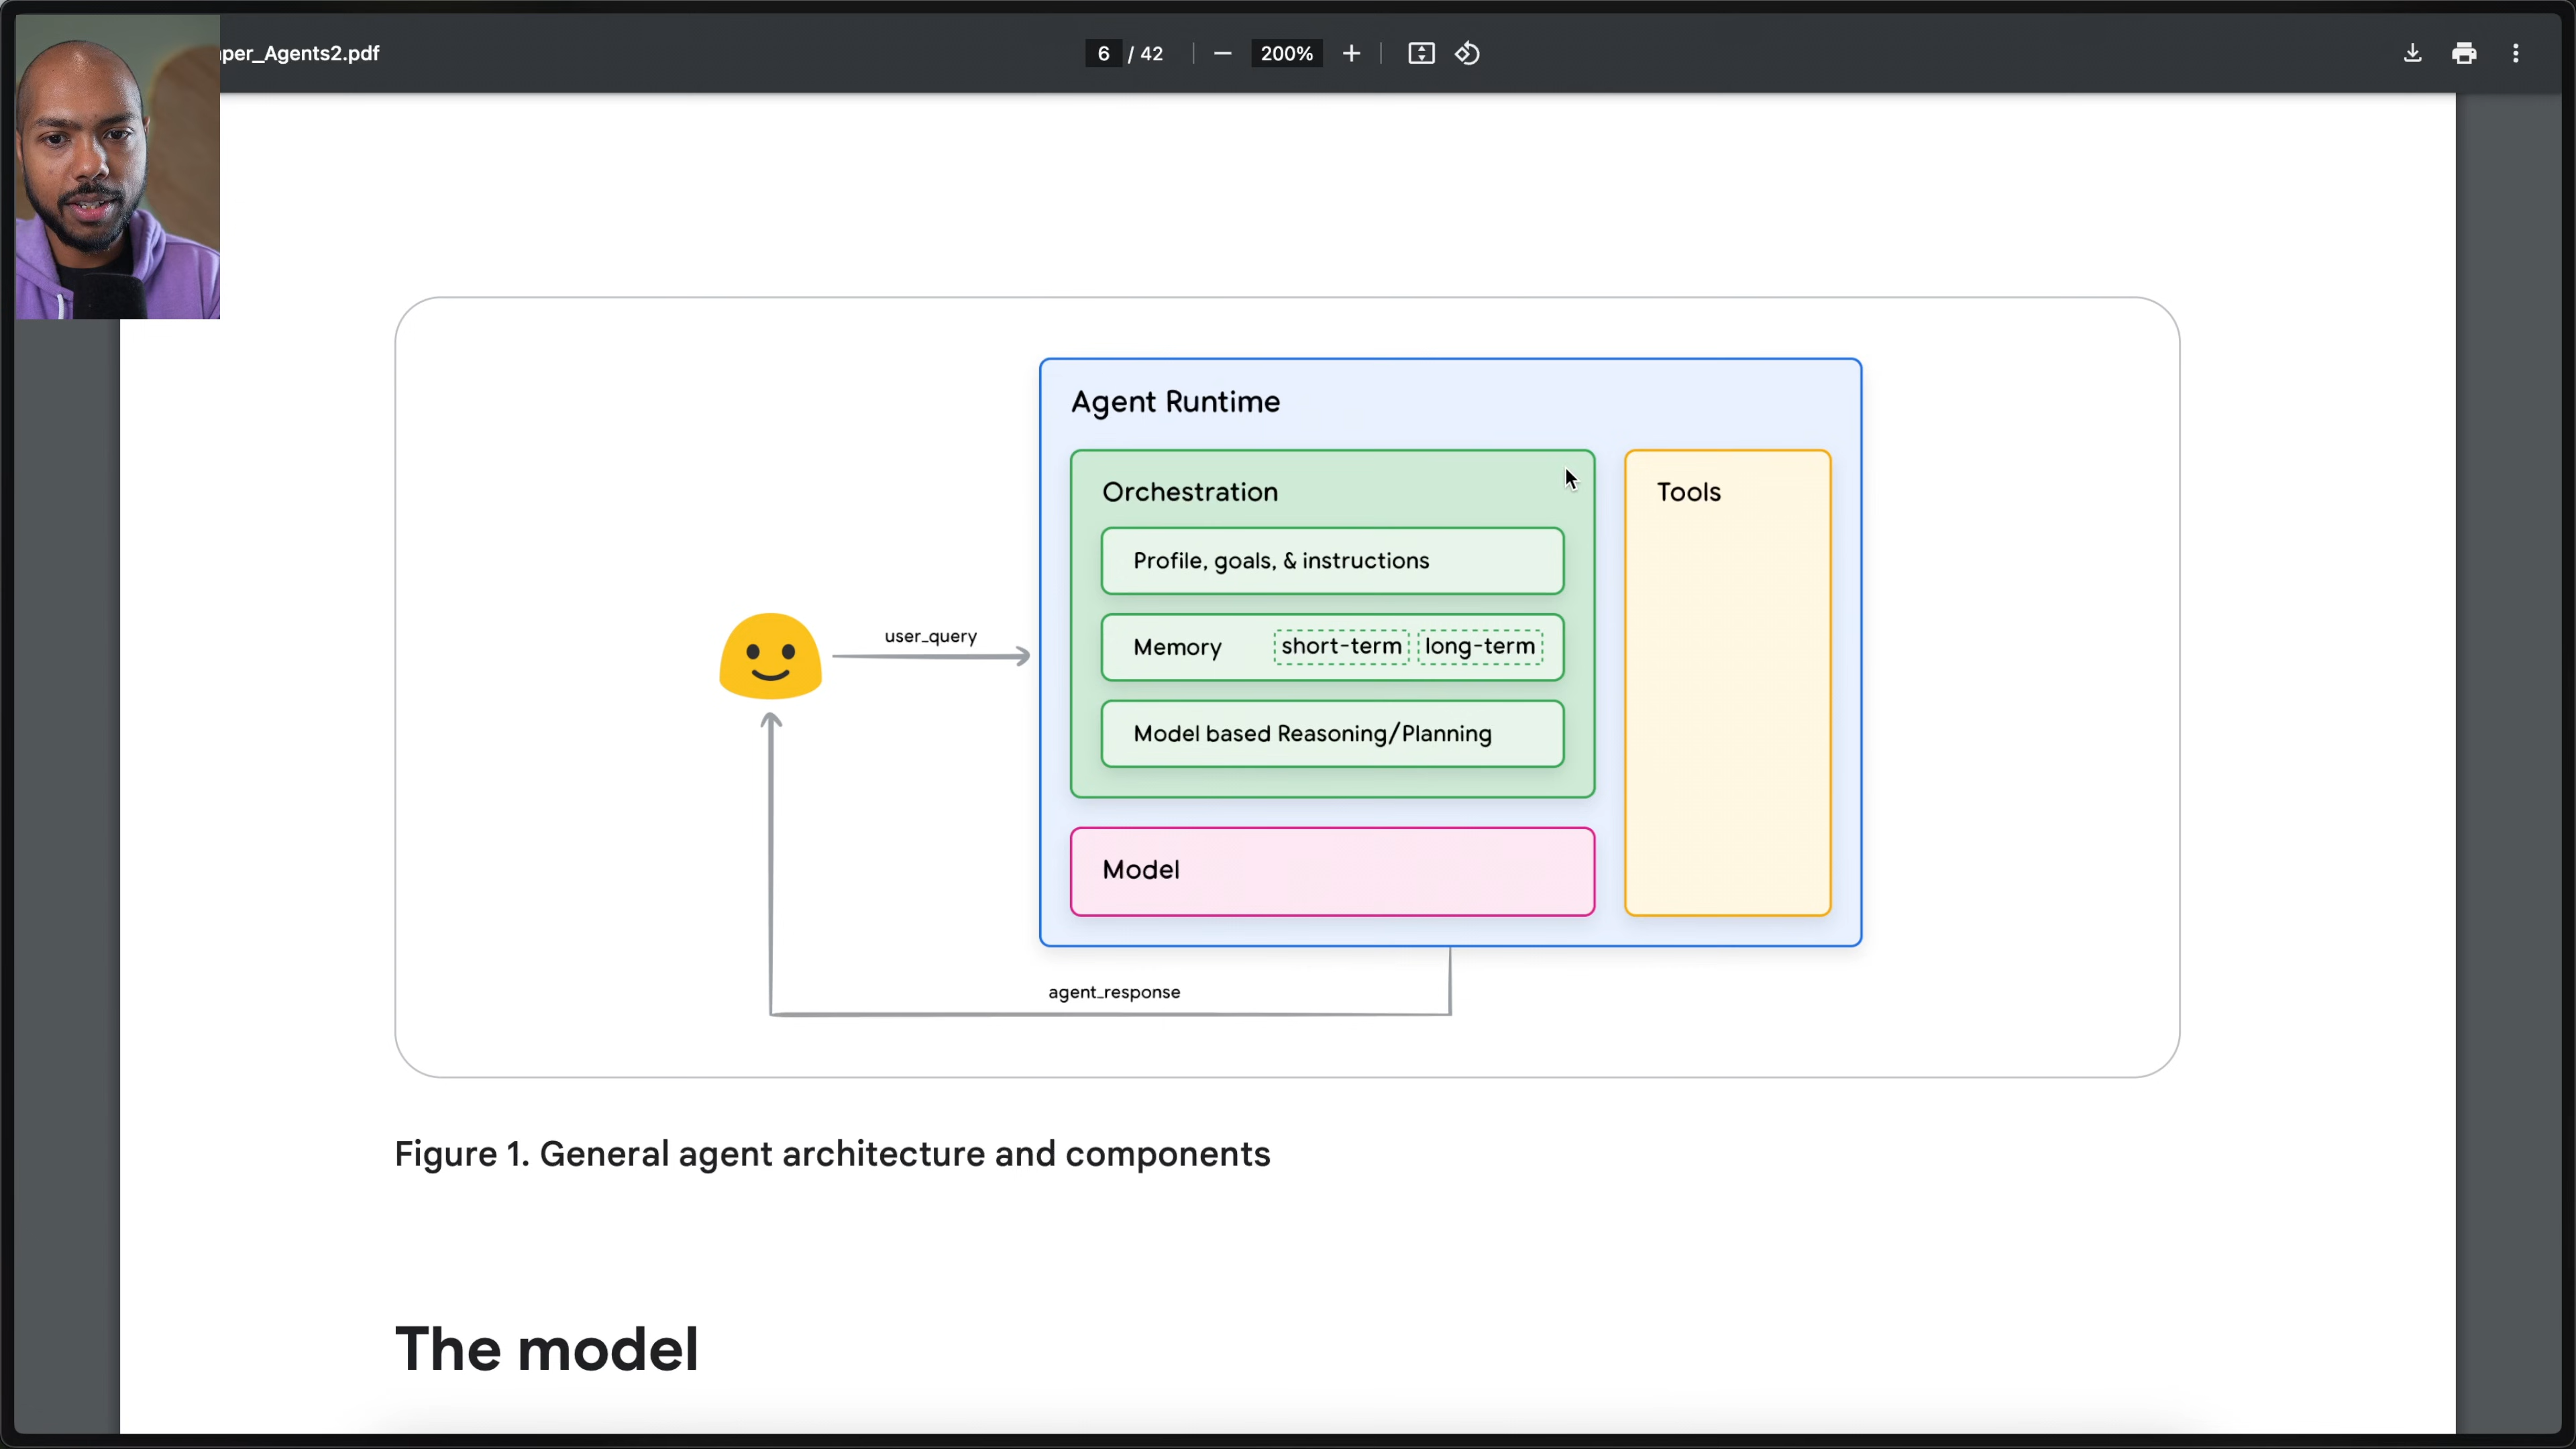 per_Agents2.pdf
6 / 42
200%
Agent Runtime
Orchestration
Tools
Profile, goals, & instructions
Memory short-term long-term
Model based Reasoning/Planning
Model
user_query
agent_response
Figure 1. General agent architecture and components
The model